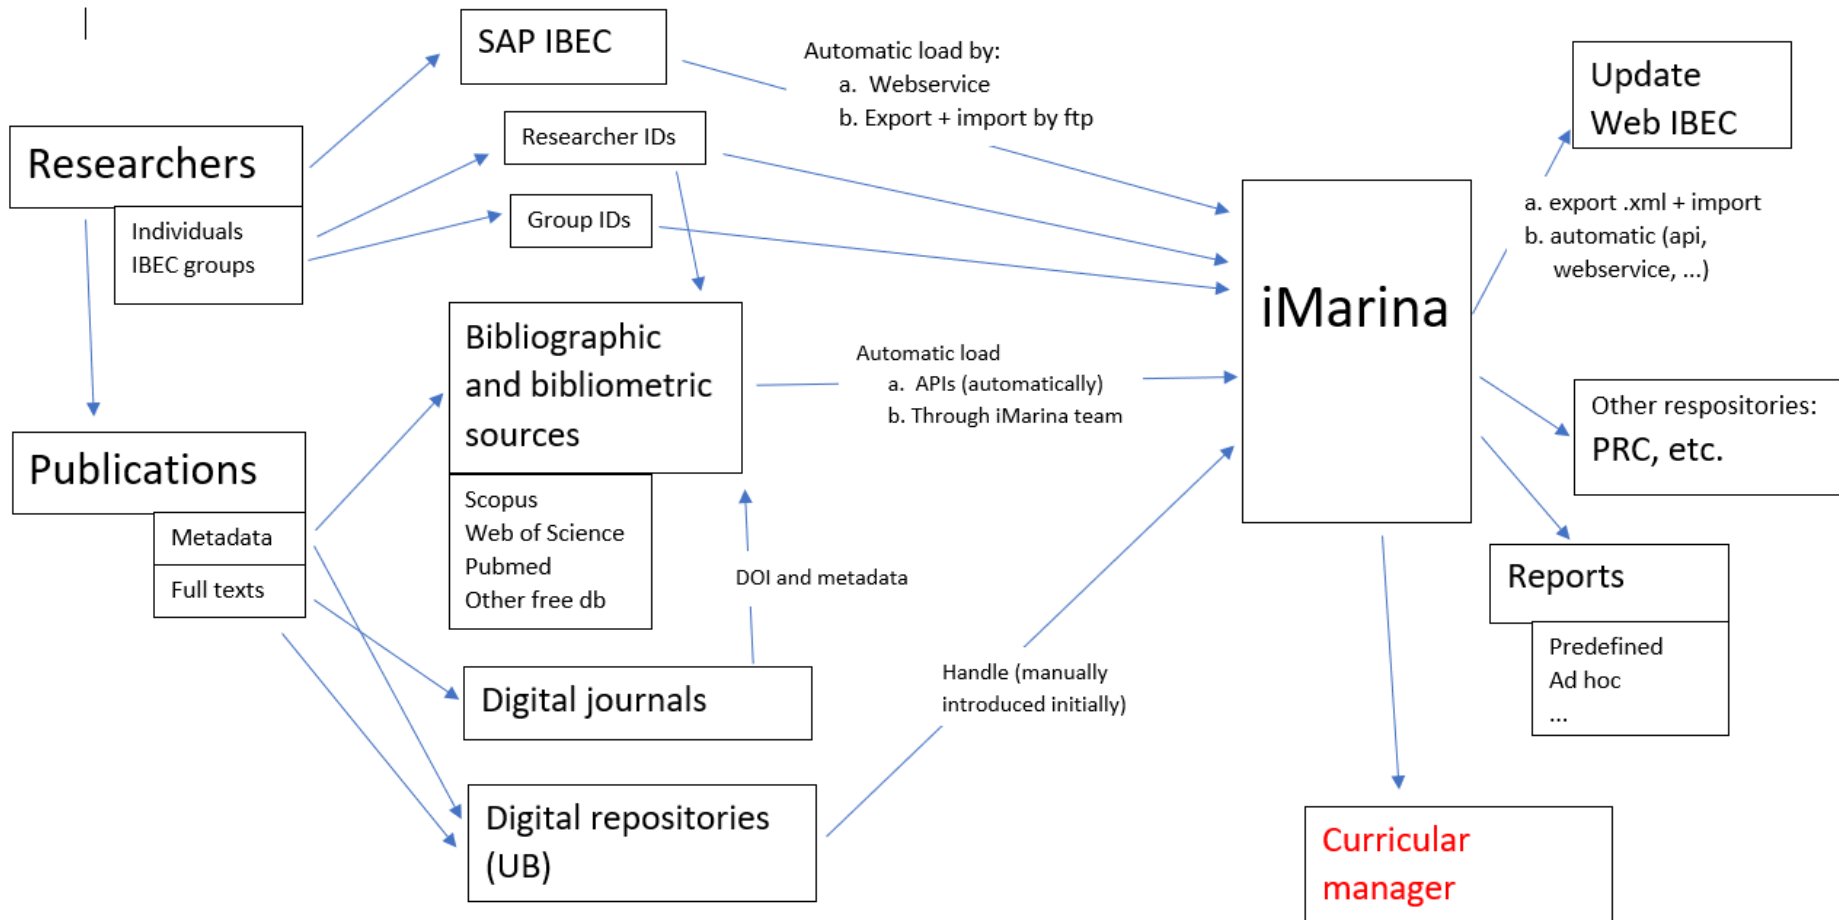 SAP IBEC
Automatic load by:
a. Webservice
b. Export + import by ftp
Update
Web IBEC
Researchers
Individuals
IBEC groups
Researcher IDs
Group IDs
a. export .xml + import
b. automatic (api,
webservice, ...)
iMarina
Bibliographic
and bibliometric
sources
Scopus
Web of Science
Pubmed
Other free db
Automatic load
a. APIs (automatically)
b. Through iMarina team
Other respositories:
PRC, etc.
Publications
Metadata
Full texts
DOI and metadata
Reports
Predefined
Ad hoc
...
Digital journals
Handle (manually
introduced initially)
Digital repositories
(UB)
Curricular
manager